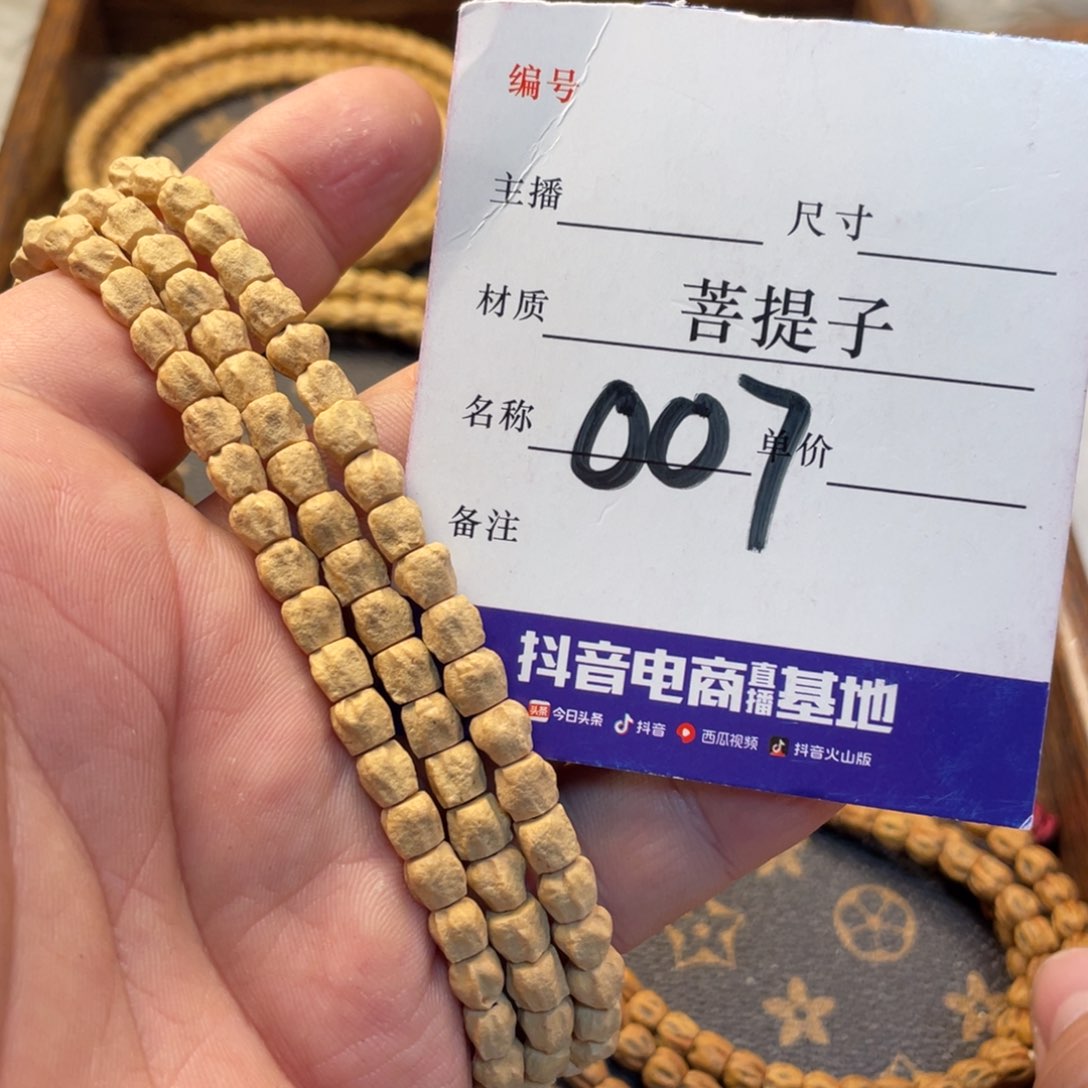 编号
主播 尺寸
材质 菩提子
名称 007 单价
备注
抖音电商直播基地
头条 今日头条 抖音 西瓜视频 抖音火山版